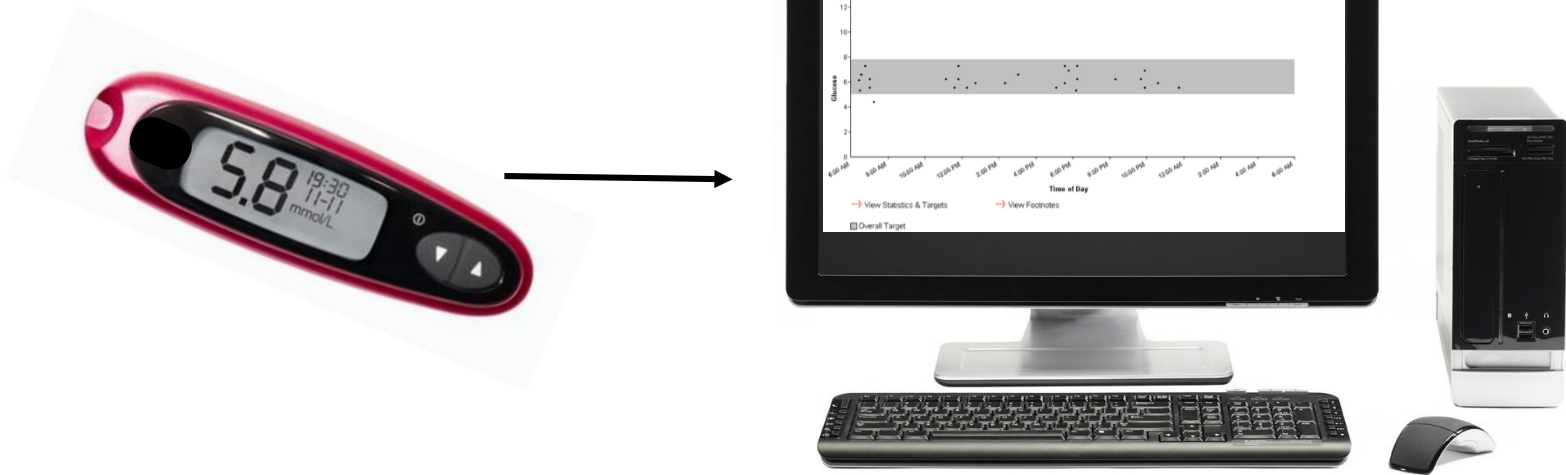 5.8
19:30
11-11
mmol/L
12
10
8
6
4
2
0
Glucose
6:00 AM
8:00 AM
10:00 AM
12:00 PM
2:00 PM
4:00 PM
6:00 PM
8:00 PM
10:00 PM
12:00 AM
2:00 AM
4:00 AM
6:00 AM
Time of Day
View Statistics & Targets
View Footnotes
Overall Target